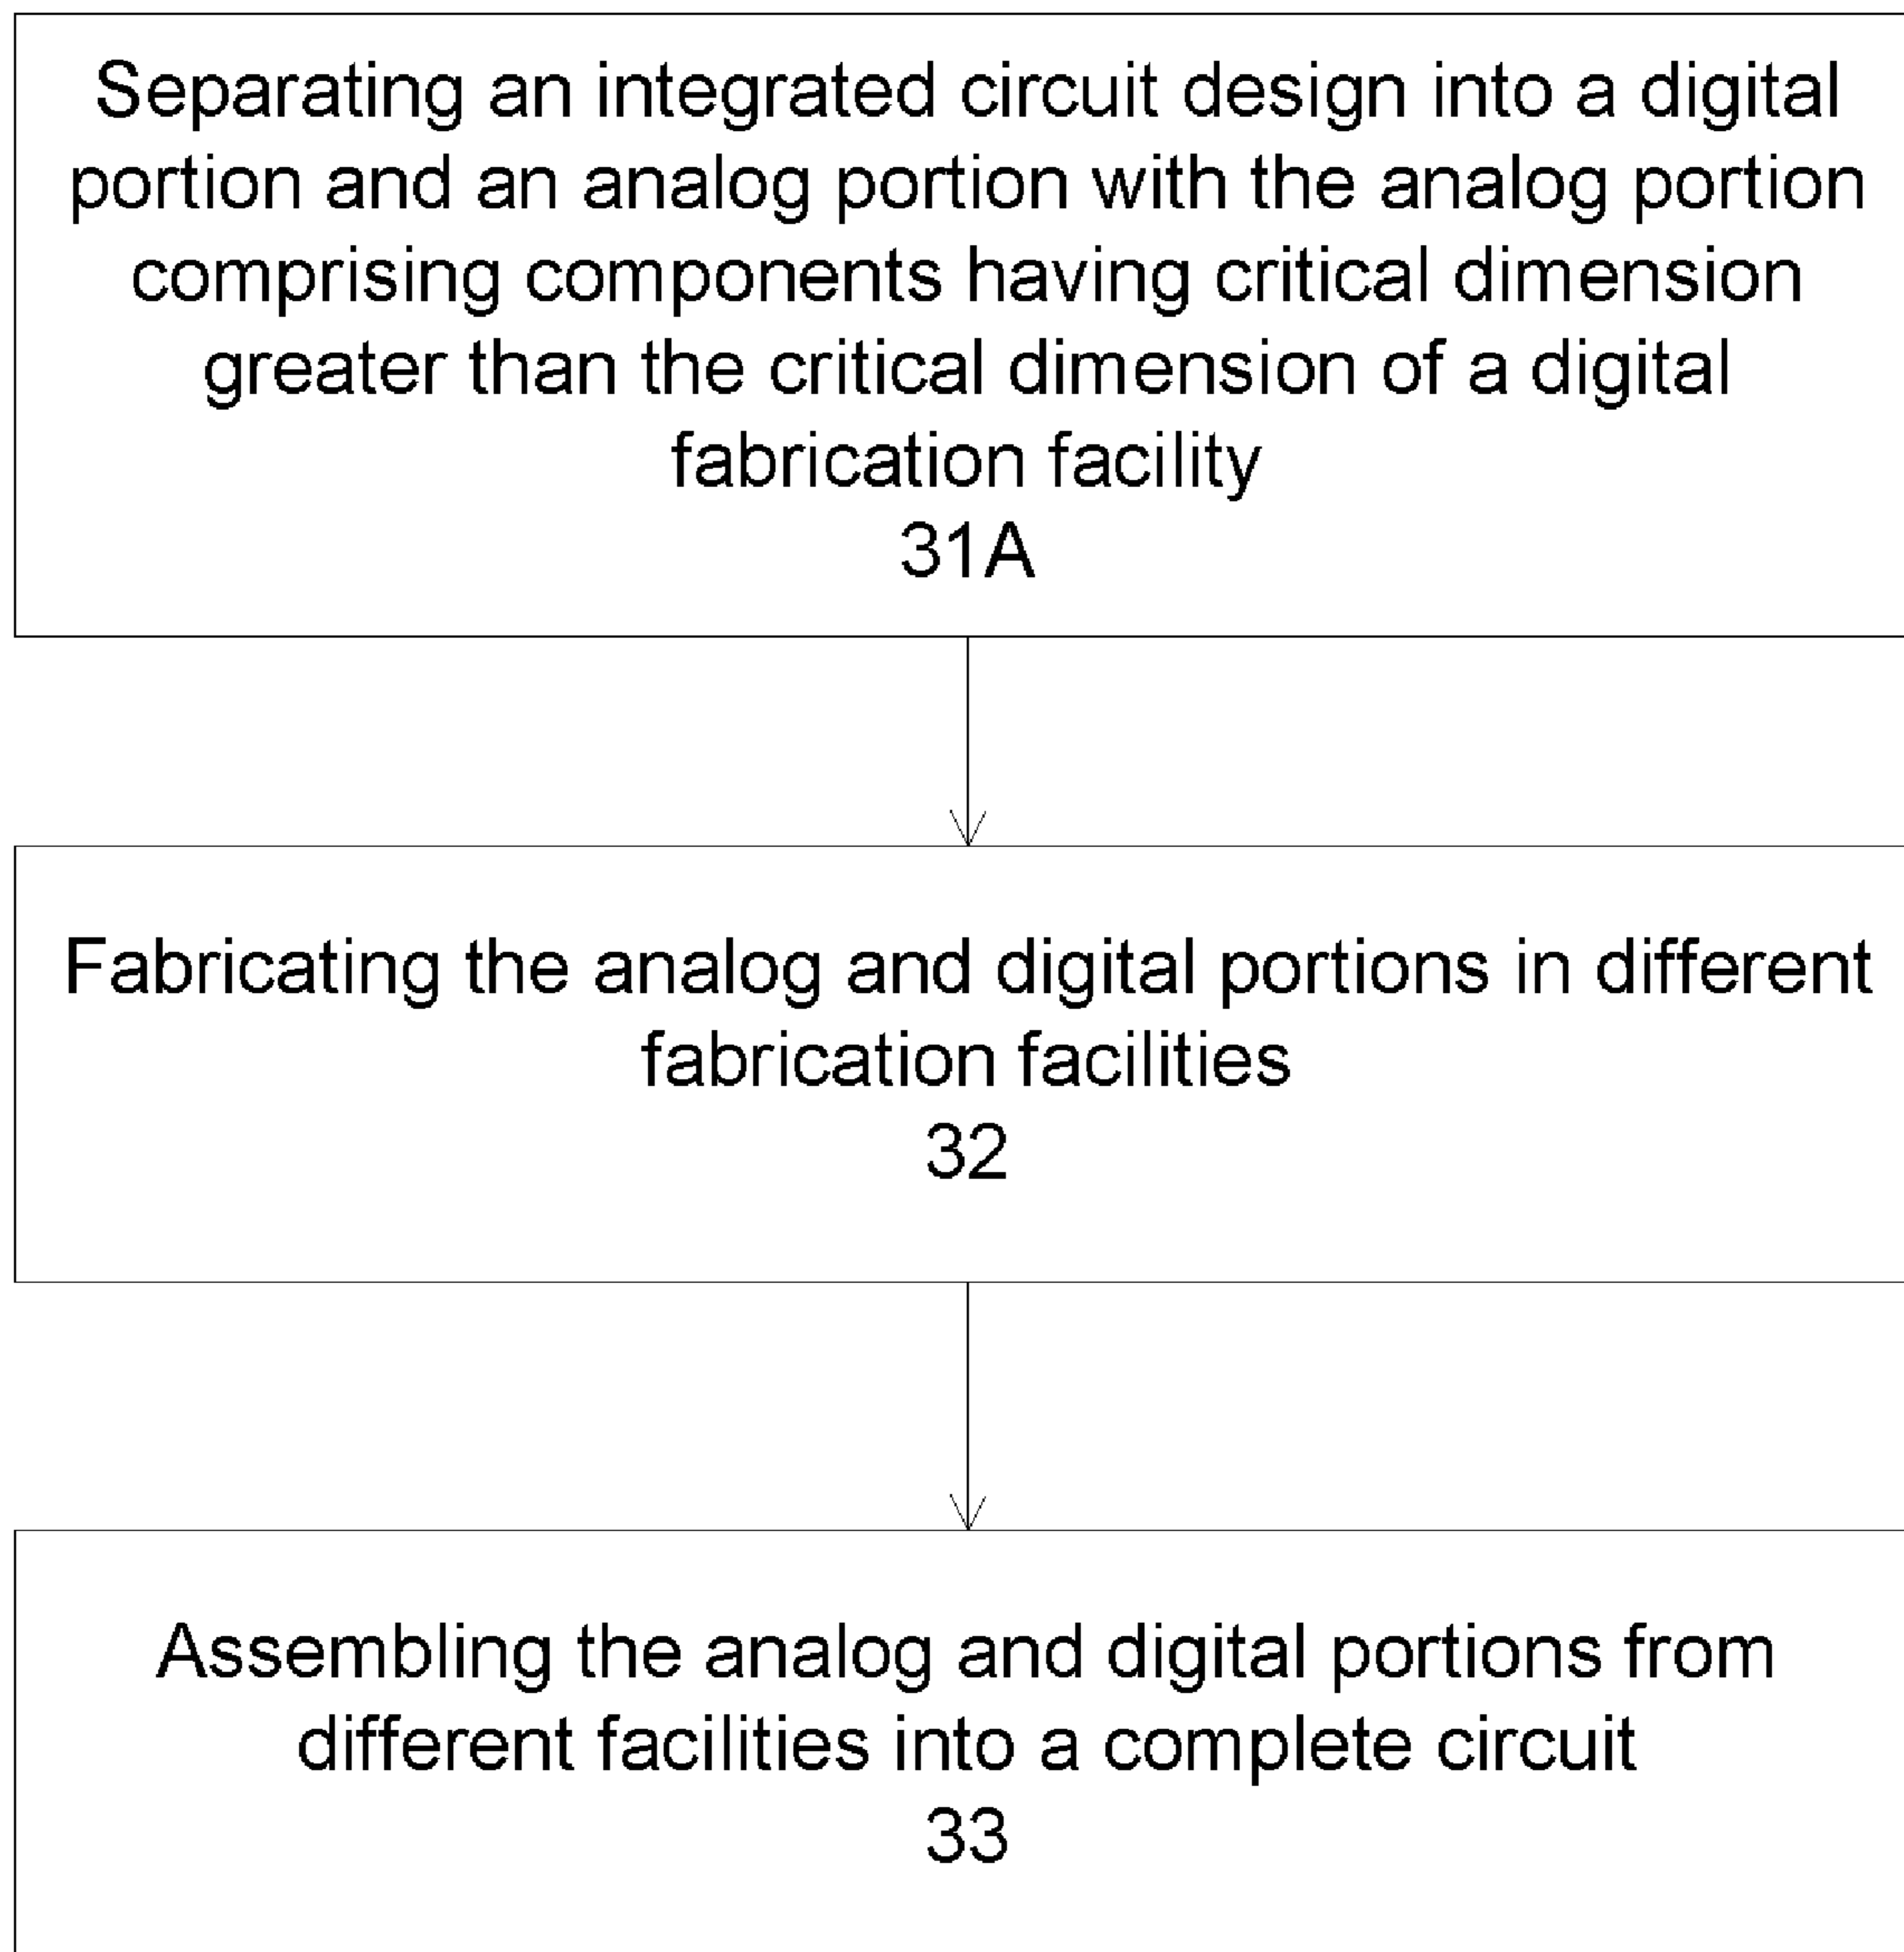 Separating an integrated circuit design into a digital
portion and an analog portion with the analog portion
comprising components having critical dimension
greater than the critical dimension of a digital
fabrication facility
31A
Fabricating the analog and digital portions in different
fabrication facilities
32
Assembling the analog and digital portions from
different facilities into a complete circuit
33